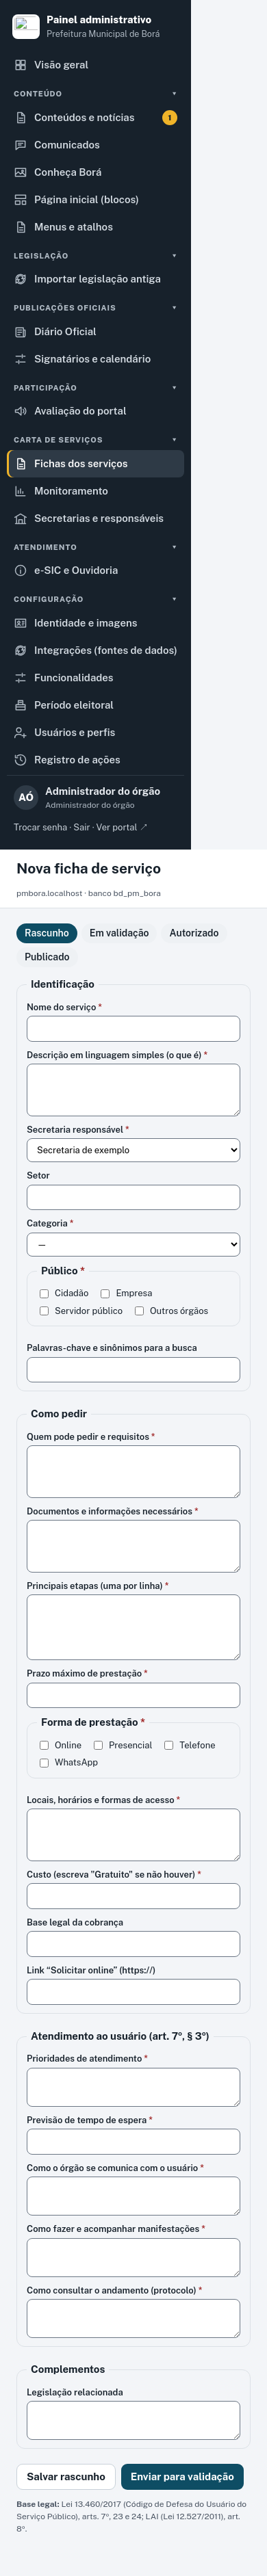 Painel administrativo
Prefeitura Municipal de Borá
Visão geral
CONTEÚDO
Conteúdos e notícias 1
Comunicados
Conheça Borá
Página inicial (blocos)
Menus e atalhos
LEGISLAÇÃO
Importar legislação antiga
PUBLICAÇÕES OFICIAIS
Diário Oficial
Signatários e calendário
PARTICIPAÇÃO
Avaliação do portal
CARTA DE SERVIÇOS
Fichas dos serviços
Monitoramento
Secretarias e responsáveis
ATENDIMENTO
e-SIC e Ouvidoria
CONFIGURAÇÃO
Identidade e imagens
Integrações (fontes de dados)
Funcionalidades
Período eleitoral
Usuários e perfis
Registro de ações
AÓ
Administrador do órgão
Administrador do órgão
Trocar senha · Sair · Ver portal ↗
Nova ficha de serviço
pmbora.localhost · banco bd_pm_bora
Rascunho Em validação Autorizado
Publicado
Identificação
Nome do serviço *
Descrição em linguagem simples (o que é) *
Secretaria responsável *
Secretaria de exemplo
Setor
Categoria *
—
Público *
Cidadão Empresa
Servidor público Outros órgãos
Palavras-chave e sinônimos para a busca
Como pedir
Quem pode pedir e requisitos *
Documentos e informações necessários *
Principais etapas (uma por linha) *
Prazo máximo de prestação *
Forma de prestação *
Online Presencial Telefone
WhatsApp
Locais, horários e formas de acesso *
Custo (escreva "Gratuito" se não houver) *
Base legal da cobrança
Link “Solicitar online” (https://)
Atendimento ao usuário (art. 7º, § 3º)
Prioridades de atendimento *
Previsão de tempo de espera *
Como o órgão se comunica com o usuário *
Como fazer e acompanhar manifestações *
Como consultar o andamento (protocolo) *
Complementos
Legislação relacionada
Salvar rascunho Enviar para validação
Base legal: Lei 13.460/2017 (Código de Defesa do Usuário do
Serviço Público), arts. 7º, 23 e 24; LAI (Lei 12.527/2011), art.
8º.